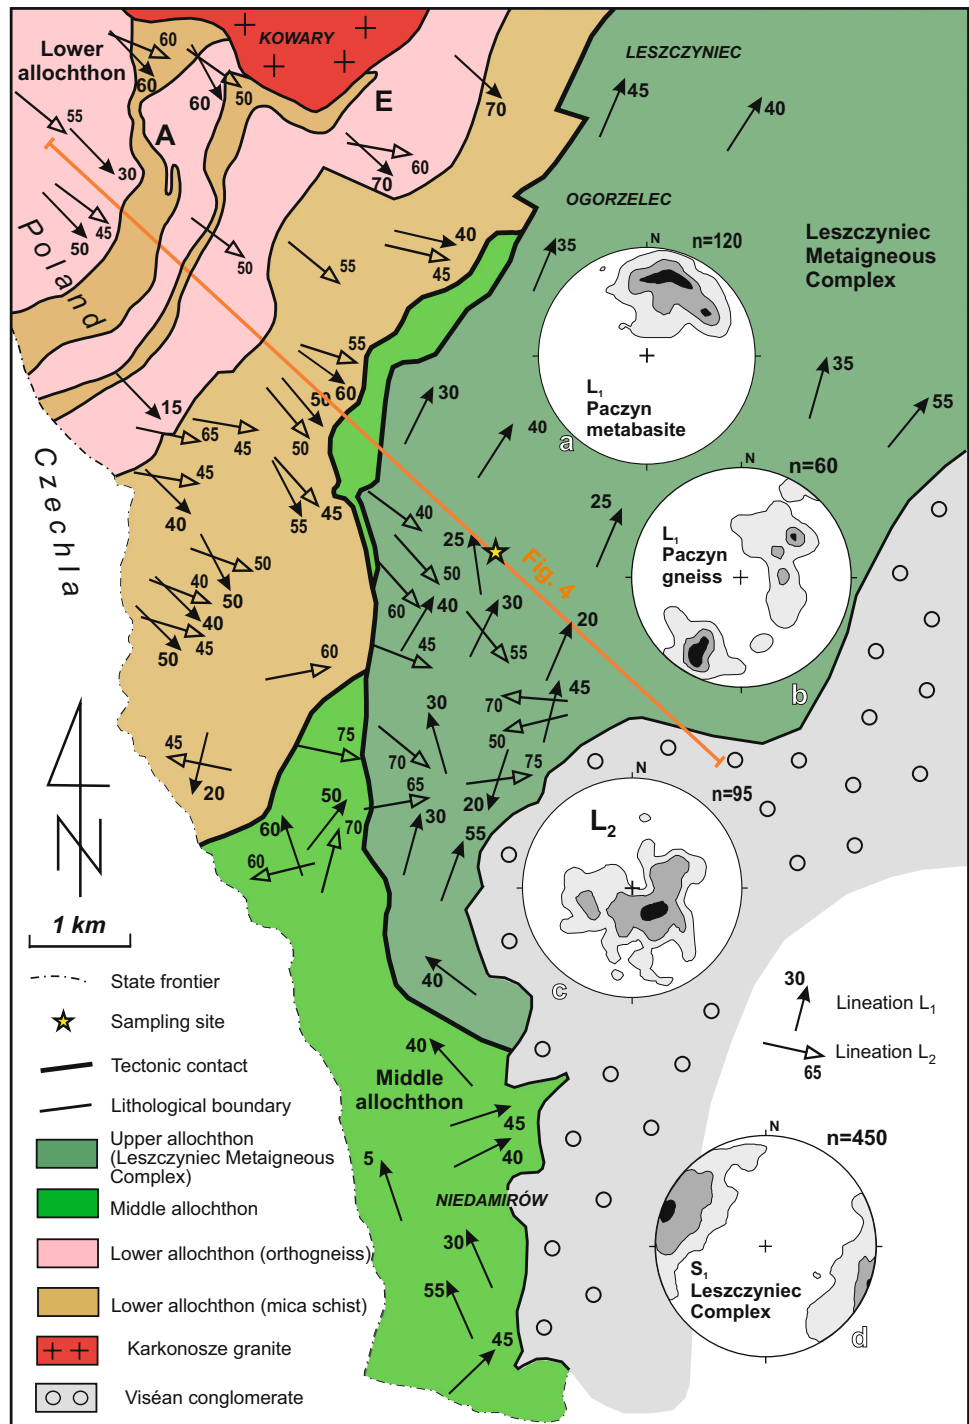 Lower
allochthon
KOWARY
LESZCZYNIEC
60
60
60
50
70
45
40
55
A
E
30
60
70
OGORZELEC
50
45
50
55
40
45
35
Leszczyniec
Metaigneous
Complex
Poland
N
n=120
L1
Paczyn
metabasite
a
55
60
50
30
35
55
15
65
45
50
40
45
40
55
45
40
25
25
N
n=60
L1
Paczyn
gneiss
b
Czechla
50
40
50
40
45
50
50
60
40
30
Fig. 4
20
45
55
60
45
20
75
30
70
70
45
50
75
65
20
50
60
70
30
55
60
N
n=95
L2
c
N
1 km
40
State frontier
Sampling site
Tectonic contact
Lithological boundary
Upper allochthon
(Leszczyniec Metaigneous
Complex)
Middle allochthon
Lower allochthon (orthogneiss)
Lower allochthon (mica schist)
Karkonosze granite
Viséan conglomerate
40
Middle
allochthon
45
40
5
NIEDAMIRÓW
30
55
45
30
Lineation L1
Lineation L2
65
N
n=450
S1
Leszczyniec
Complex
d